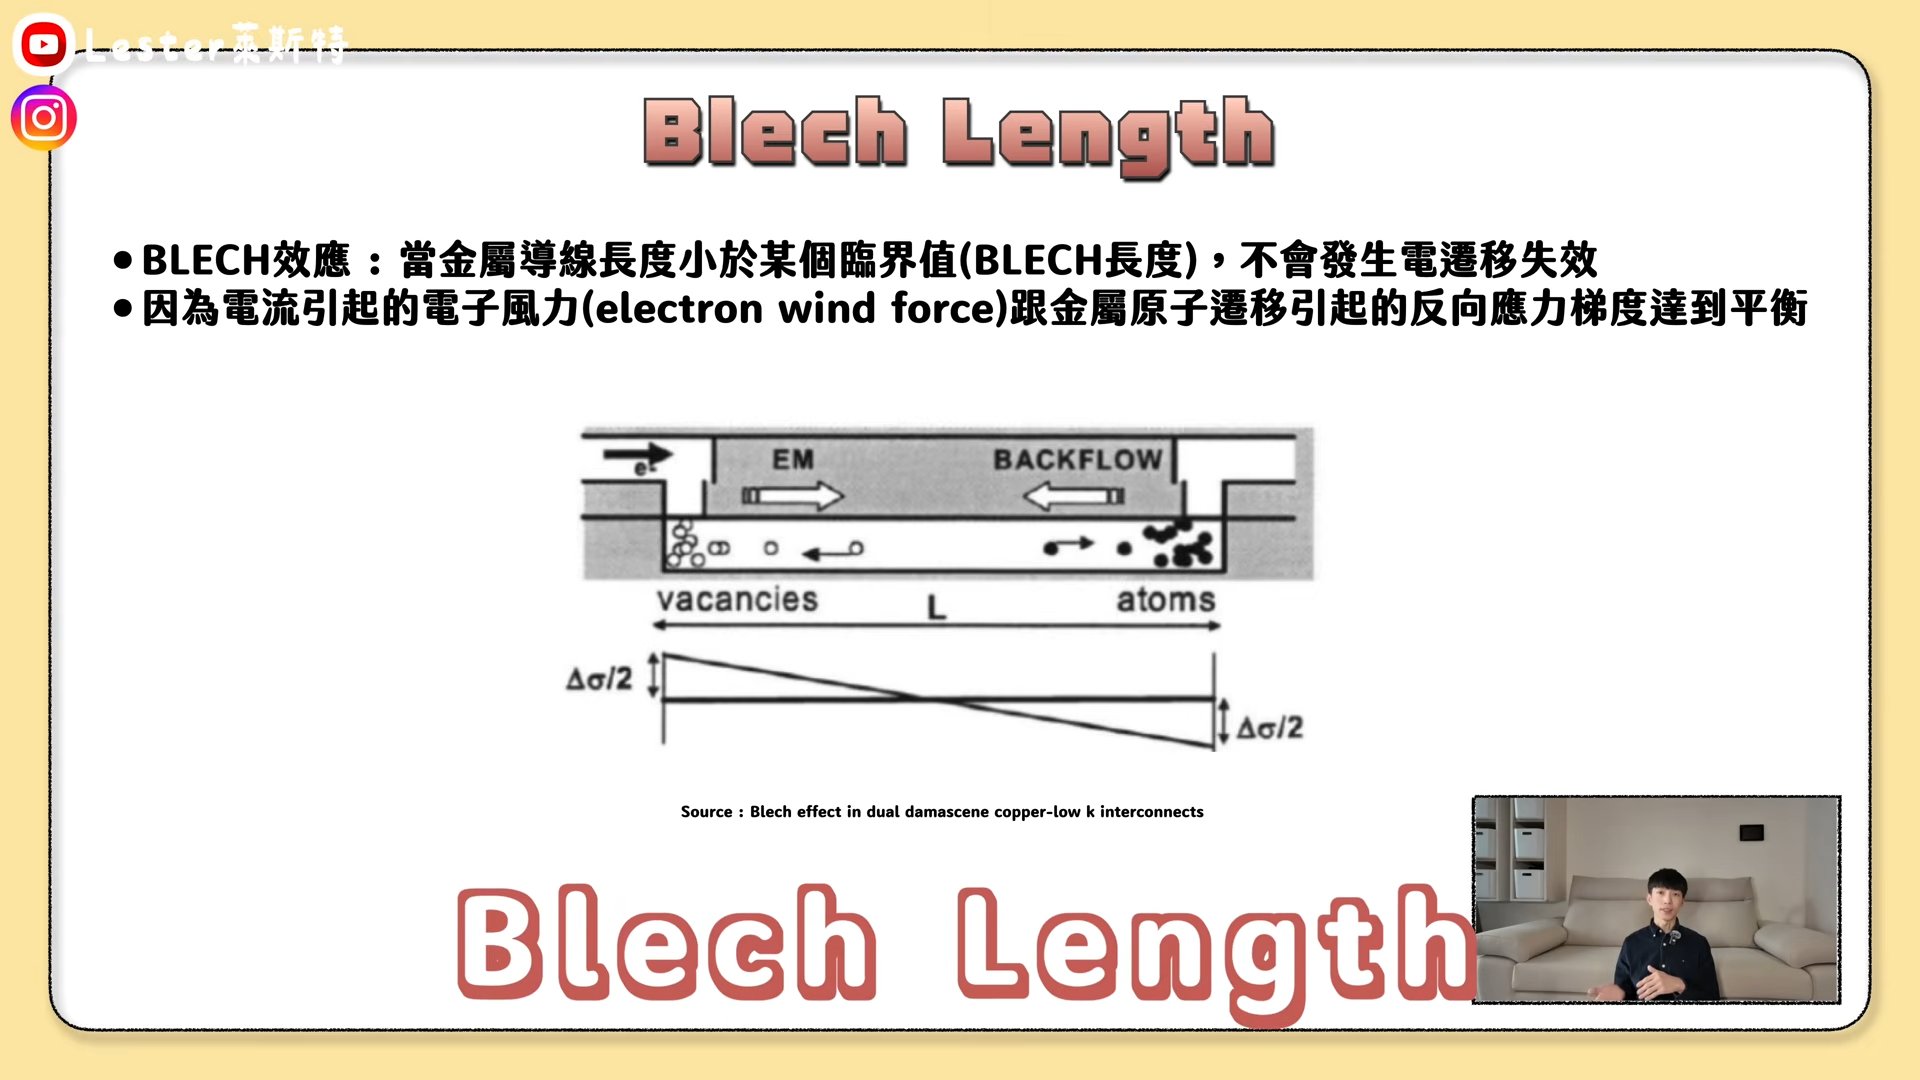 Lester萊斯特
Blech Length
•BLECH效應：當金屬導線長度小於某個臨界值(BLECH長度)，不會發生電遷移失效
•因為電流引起的電子風力(electron wind force)跟金屬原子遷移引起的反向應力梯度達到平衡
e-
EM
BACKFLOW
vacancies
L
atoms
Δσ/2
Δσ/2
Source : Blech effect in dual damascene copper-low k interconnects
Blech Length